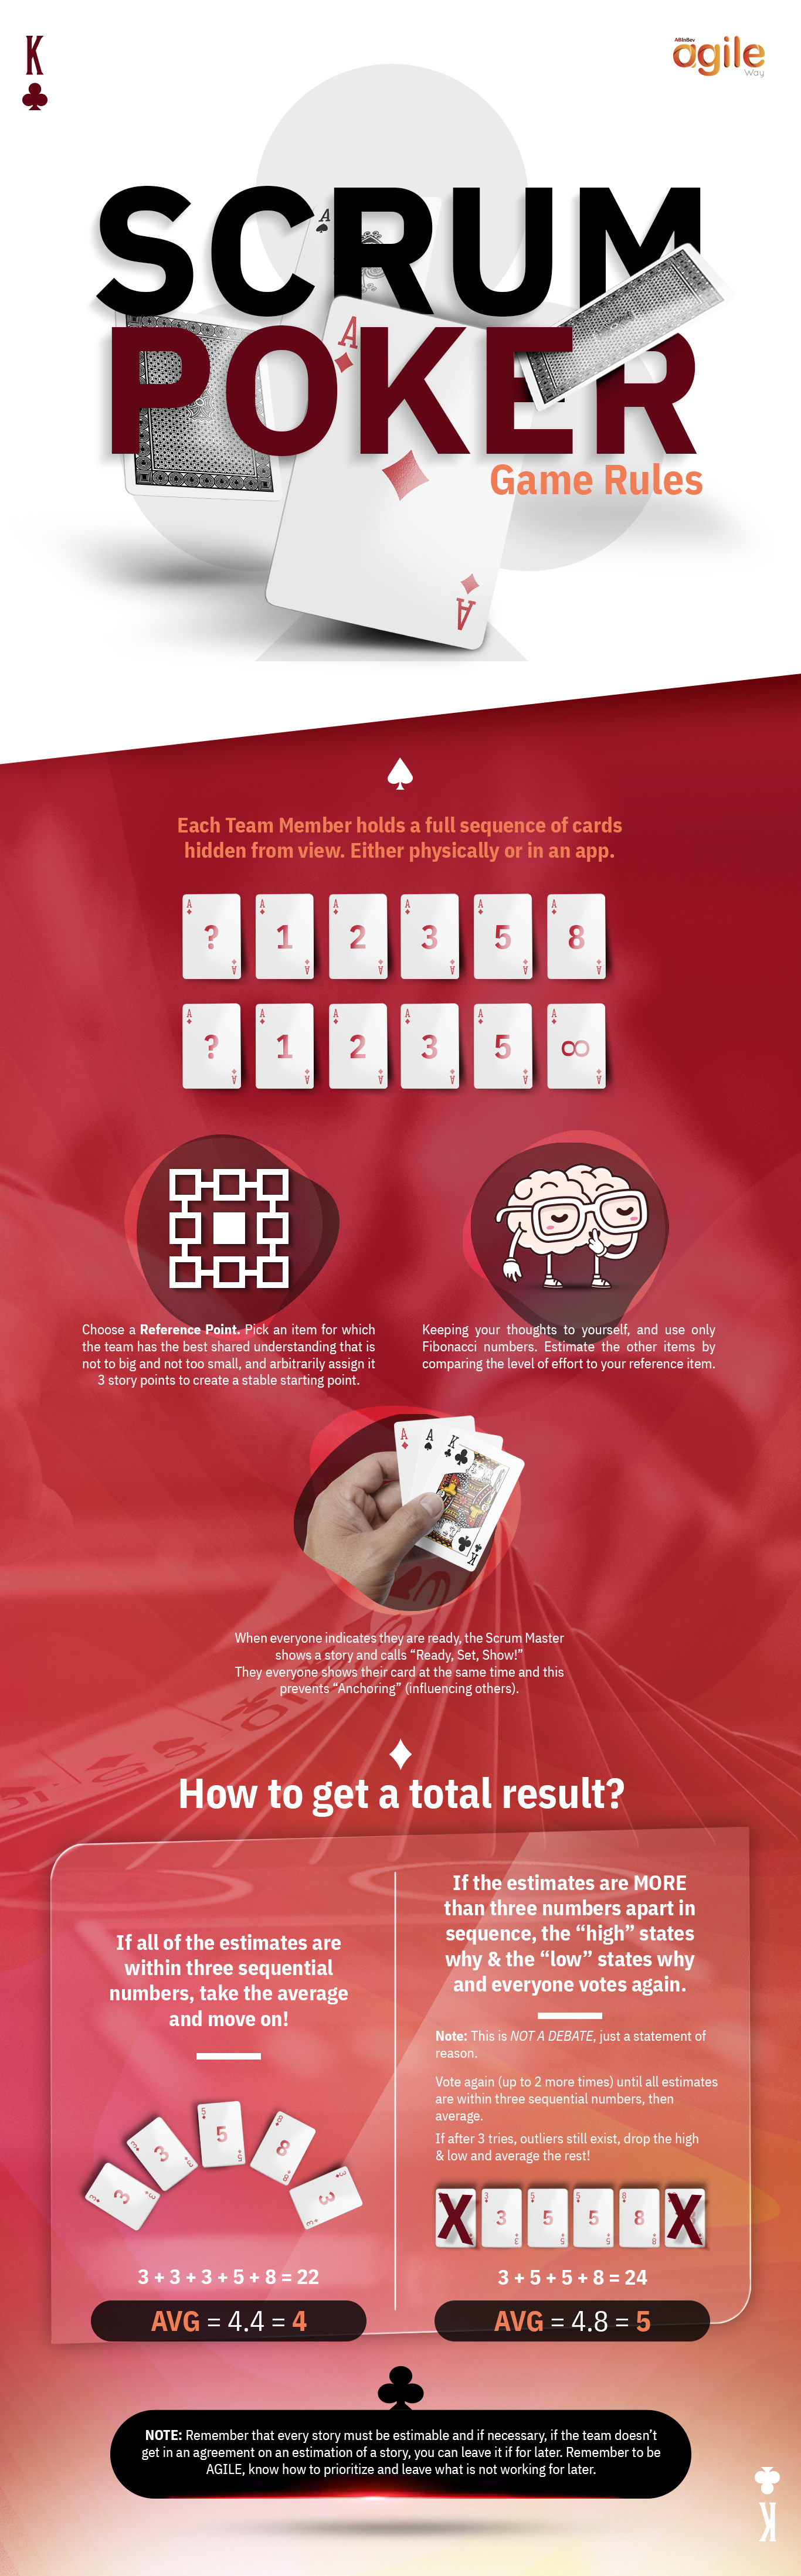 K
ABInBev
agile
Way
SCRUM
POKER
Game Rules
A
A
A
Each Team Member holds a full sequence of cards
hidden from view. Either physically or in an app.
? 1 2 3 5 8
? 1 2 3 5 ∞
Choose a Reference Point. Pick an item for which
the team has the best shared understanding that is
not to big and not too small, and arbitrarily assign it
3 story points to create a stable starting point.
Keeping your thoughts to yourself, and use only
Fibonacci numbers. Estimate the other items by
comparing the level of effort to your reference item.
A A K
K
When everyone indicates they are ready, the Scrum Master
shows a story and calls “Ready, Set, Show!”
They everyone shows their card at the same time and this
prevents “Anchoring” (influencing others).
How to get a total result?
If all of the estimates are
within three sequential
numbers, take the average
and move on!
3 3 5 8 3
3 + 3 + 3 + 5 + 8 = 22
AVG = 4.4 = 4
If the estimates are MORE
than three numbers apart in
sequence, the “high” states
why & the “low” states why
and everyone votes again.
Note: This is NOT A DEBATE, just a statement of
reason.
Vote again (up to 2 more times) until all estimates
are within three sequential numbers, then
average.
If after 3 tries, outliers still exist, drop the high
& low and average the rest!
X 3 5 5 8 X
3 + 5 + 5 + 8 = 24
AVG = 4.8 = 5
NOTE: Remember that every story must be estimable and if necessary, if the team doesn’t
get in an agreement on an estimation of a story, you can leave it if for later. Remember to be
AGILE, know how to prioritize and leave what is not working for later.
K